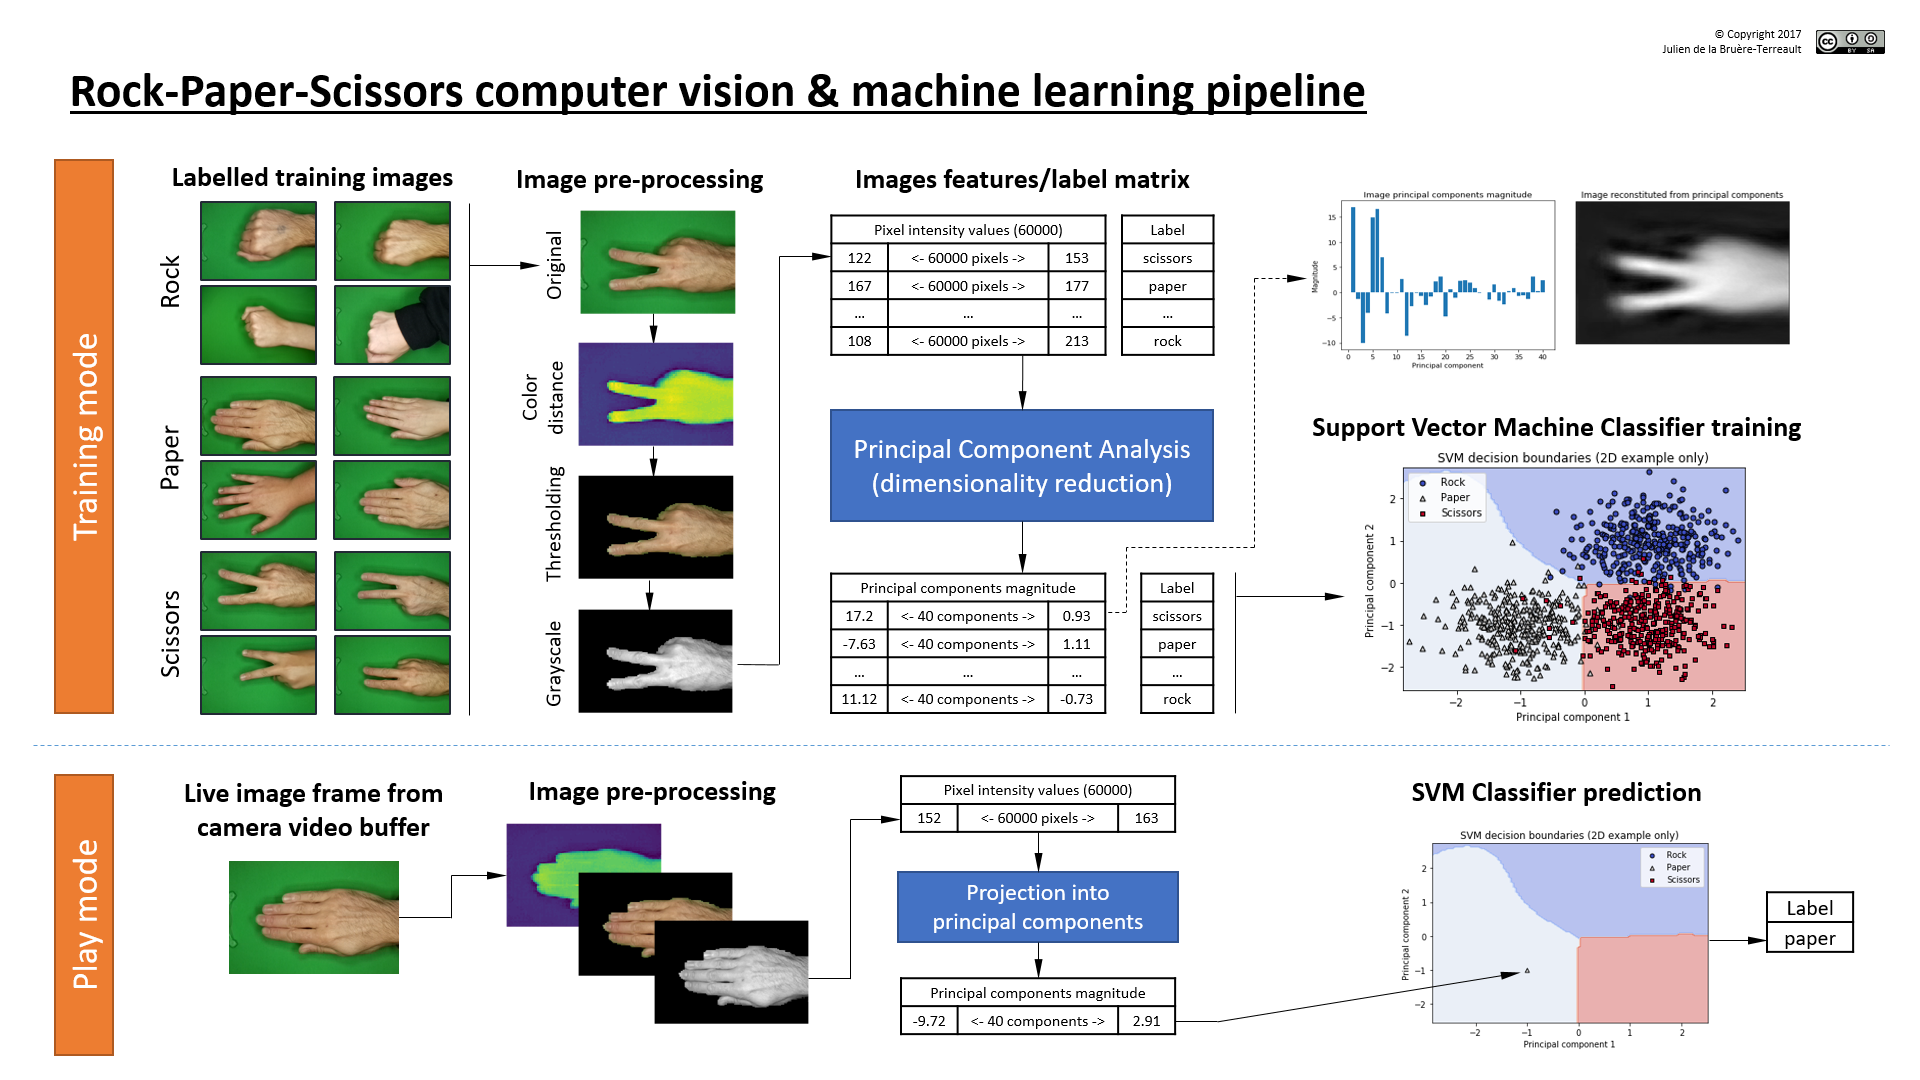 © Copyright 2017
Julien de la Bruère-Terreault
CC BY SA
Rock-Paper-Scissors computer vision & machine learning pipeline
Training mode
Labelled training images
Rock
Paper
Scissors
Image pre-processing
Original
Color
distance
Thresholding
Grayscale
Images features/label matrix
Pixel intensity values (60000)
122 <- 60000 pixels -> 153
167 <- 60000 pixels -> 177
... ... ...
108 <- 60000 pixels -> 213
Label
scissors
paper
...
rock
Principal Component Analysis
(dimensionality reduction)
Principal components magnitude
17.2 <- 40 components -> 0.93
-7.63 <- 40 components -> 1.11
... ... ...
11.12 <- 40 components -> -0.73
Label
scissors
paper
...
rock
Image principal components magnitude
Magnitude
15
10
5
0
−5
−10
0 5 10 15 20 25 30 35 40
Principal component
Image reconstituted from principal components
Support Vector Machine Classifier training
SVM decision boundaries (2D example only)
Rock
Paper
Scissors
Principal component 2
2
1
0
−1
−2
−2 −1 0 1 2
Principal component 1
Play mode
Live image frame from
camera video buffer
Image pre-processing
Pixel intensity values (60000)
152 <- 60000 pixels -> 163
Projection into
principal components
Principal components magnitude
-9.72 <- 40 components -> 2.91
SVM Classifier prediction
SVM decision boundaries (2D example only)
Rock
Paper
Scissors
Principal component 2
2
1
0
−1
−2
−2 −1 0 1 2
Principal component 1
Label
paper